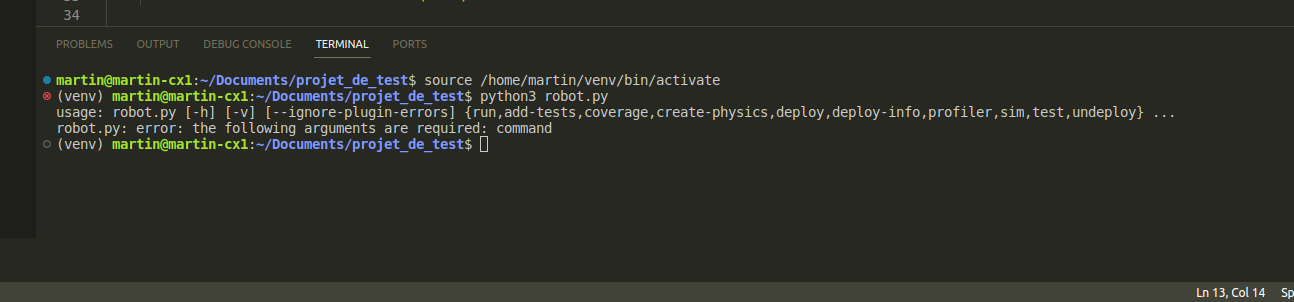 34
PROBLEMS OUTPUT DEBUG CONSOLE TERMINAL PORTS
martin@martin-cx1:~/Documents/projet_de_test$ source /home/martin/venv/bin/activate
(venv) martin@martin-cx1:~/Documents/projet_de_test$ python3 robot.py
usage: robot.py [-h] [-v] [--ignore-plugin-errors] {run,add-tests,coverage,create-physics,deploy,deploy-info,profiler,sim,test,undeploy} ...
robot.py: error: the following arguments are required: command
(venv) martin@martin-cx1:~/Documents/projet_de_test$
Ln 13, Col 14 Sp